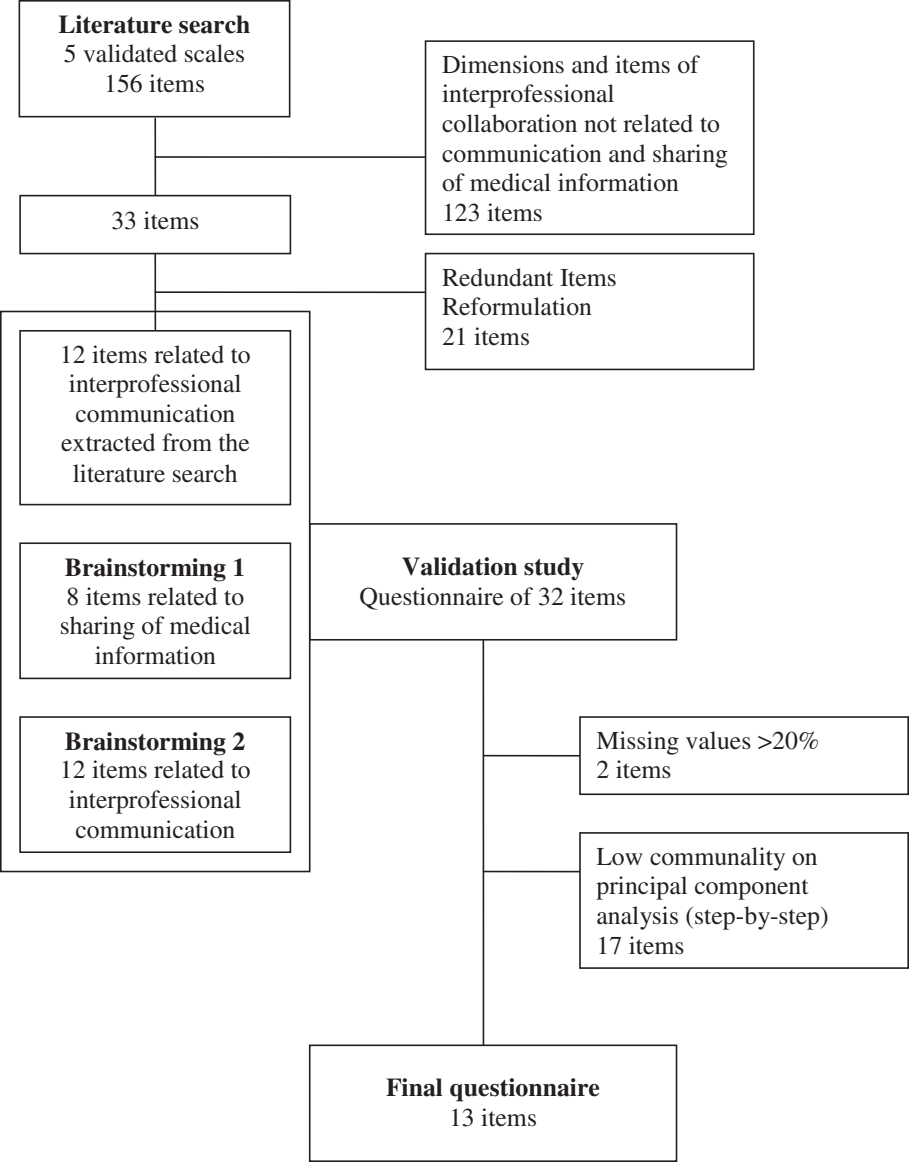 Literature search
5 validated scales
156 items
Dimensions and items of
interprofessional
collaboration not related to
communication and sharing
of medical information
123 items
33 items
Redundant Items
Reformulation
21 items
12 items related to
interprofessional
communication
extracted from the
literature search
Brainstorming 1
8 items related to
sharing of medical
information
Validation study
Questionnaire of 32 items
Brainstorming 2
12 items related to
interprofessional
communication
Missing values >20%
2 items
Low communality on
principal component
analysis (step-by-step)
17 items
Final questionnaire
13 items